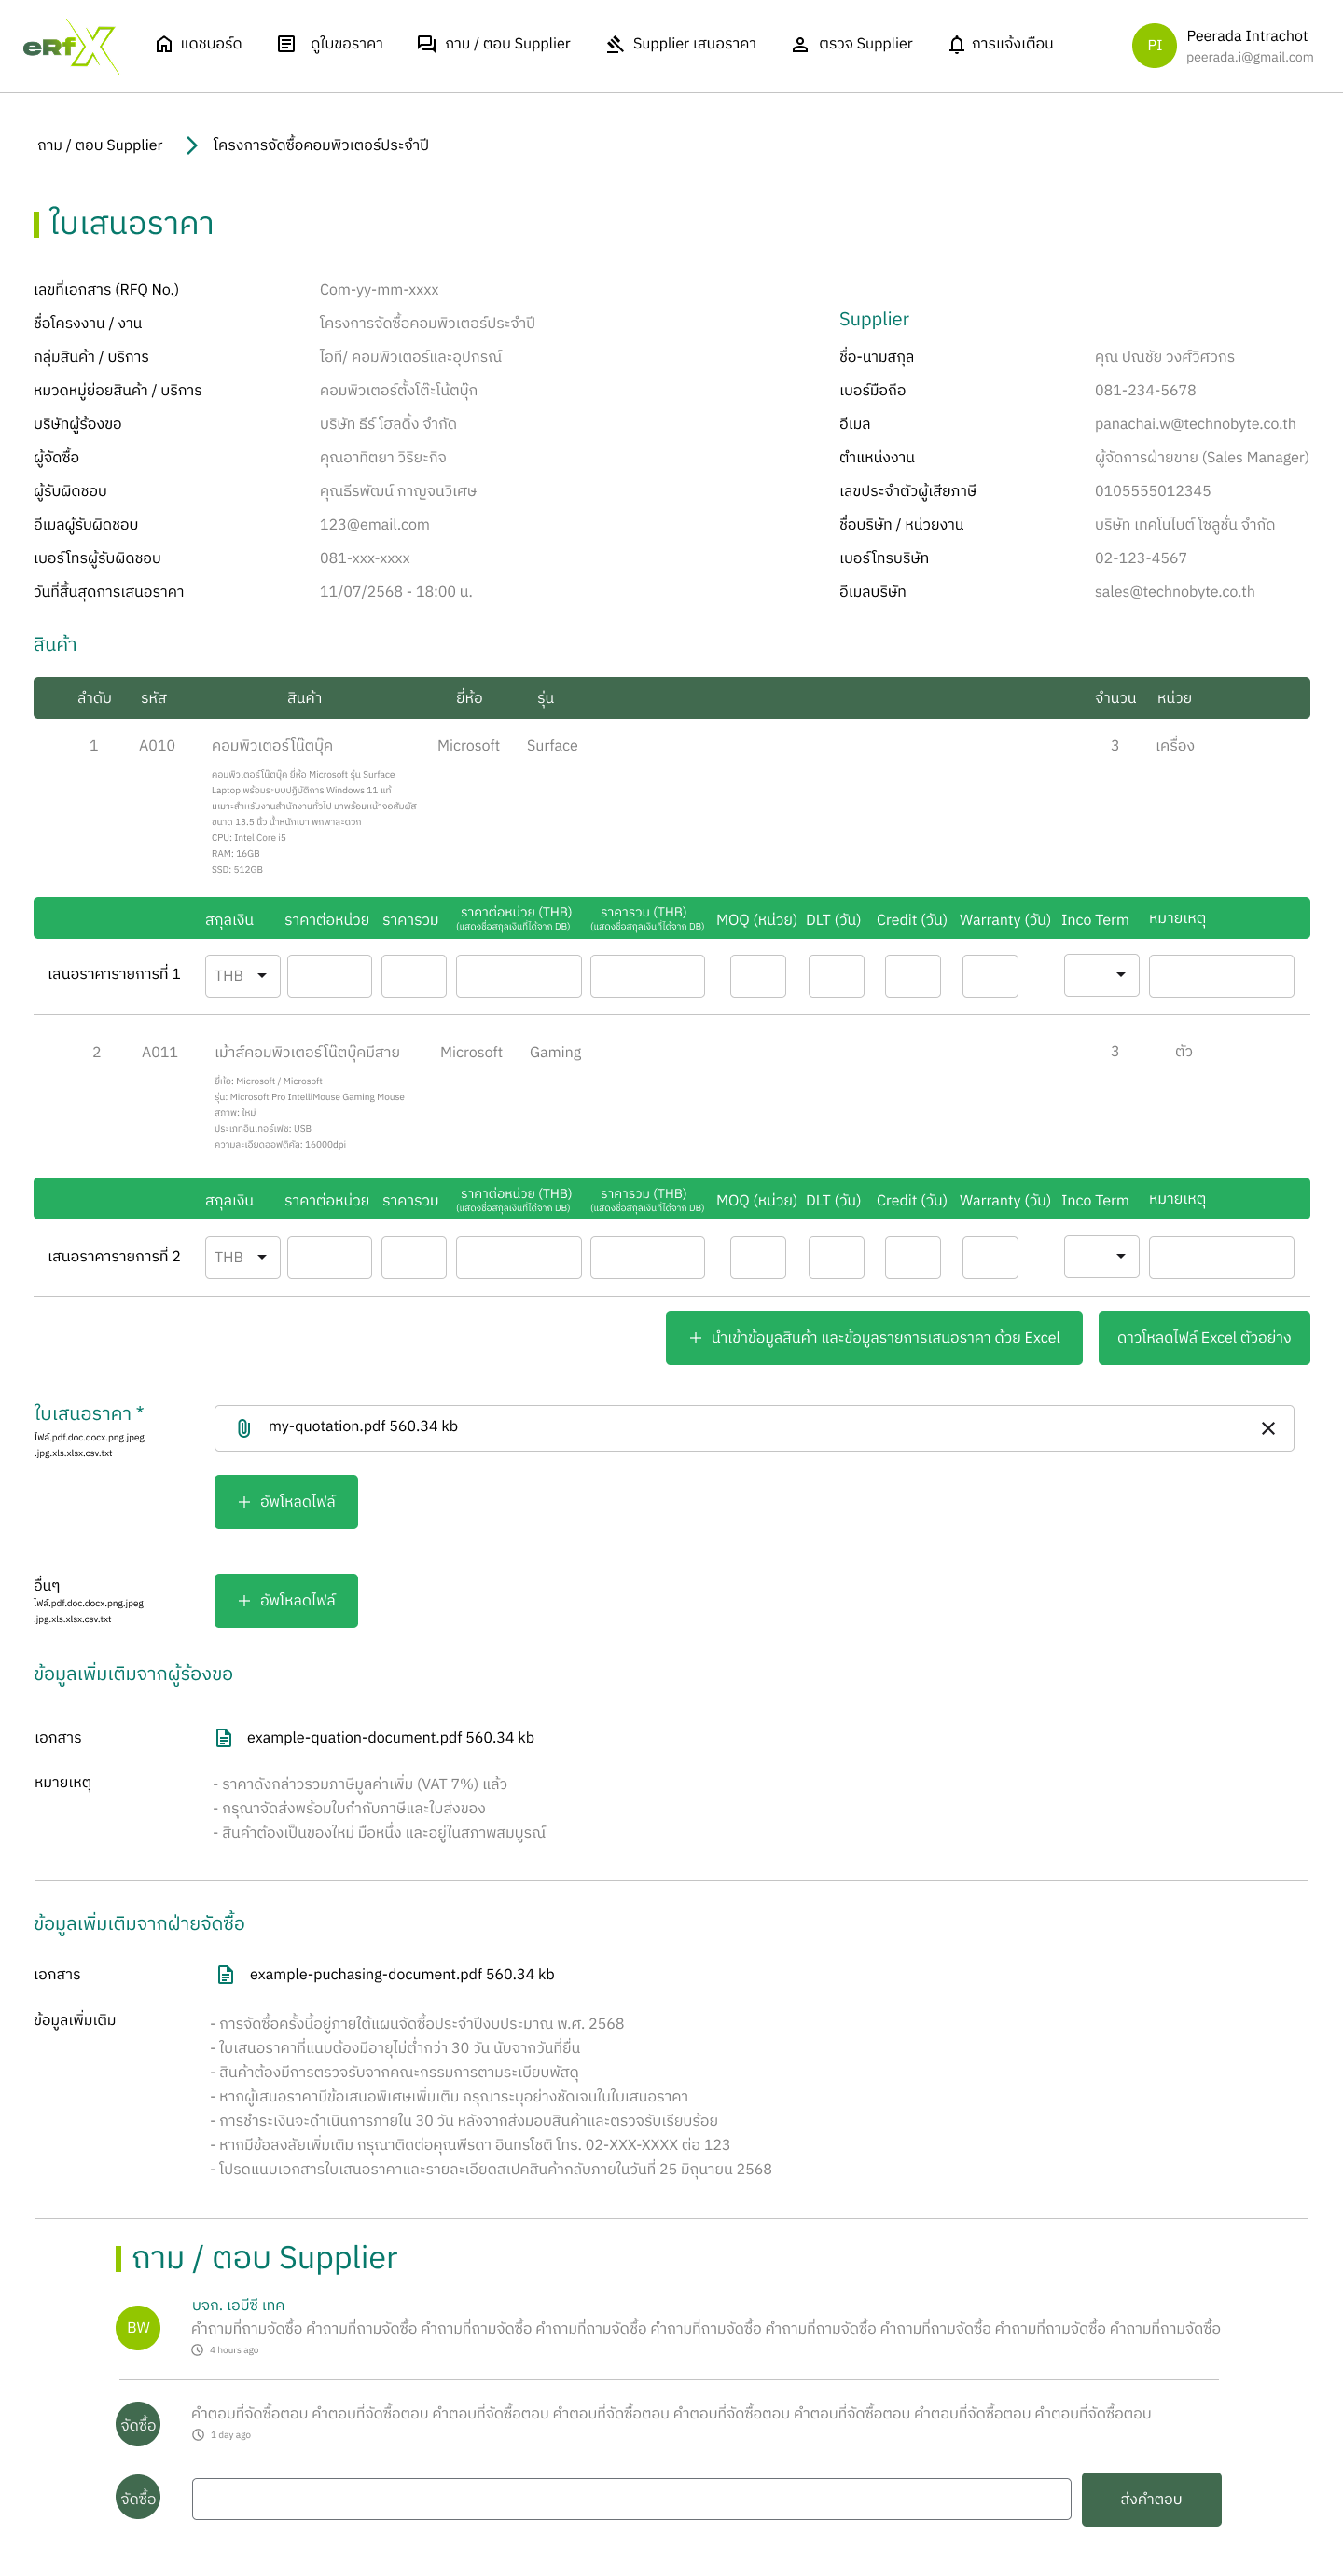 eRfX
แดชบอร์ด
ดูใบขอราคา
ถาม / ตอบ Supplier
Supplier เสนอราคา
ตรวจ Supplier
การแจ้งเตือน
PI
Peerada Intrachot
peerada.i@gmail.com
ถาม / ตอบ Supplier
โครงการจัดซื้อคอมพิวเตอร์ประจำปี
ใบเสนอราคา
เลขที่เอกสาร (RFQ No.) Com-yy-mm-xxxx
ชื่อโครงงาน / งาน โครงการจัดซื้อคอมพิวเตอร์ประจำปี
กลุ่มสินค้า / บริการ ไอที/ คอมพิวเตอร์และอุปกรณ์
หมวดหมู่ย่อยสินค้า / บริการ คอมพิวเตอร์ตั้งโต๊ะโน้ตบุ๊ก
บริษัทผู้ร้องขอ บริษัท ธีร์ โฮลดิ้ง จำกัด
ผู้จัดซื้อ คุณอาทิตยา วิริยะกิจ
ผู้รับผิดชอบ คุณธีรพัฒน์ กาญจนวิเศษ
อีเมลผู้รับผิดชอบ 123@email.com
เบอร์โทรผู้รับผิดชอบ 081-xxx-xxxx
วันที่สิ้นสุดการเสนอราคา 11/07/2568 - 18:00 น.
Supplier
ชื่อ-นามสกุล คุณ ปณชัย วงศ์วิศวกร
เบอร์มือถือ 081-234-5678
อีเมล panachai.w@technobyte.co.th
ตำแหน่งงาน ผู้จัดการฝ่ายขาย (Sales Manager)
เลขประจำตัวผู้เสียภาษี 0105555012345
ชื่อบริษัท / หน่วยงาน บริษัท เทคโนไบต์ โซลูชั่น จำกัด
เบอร์โทรบริษัท 02-123-4567
อีเมลบริษัท sales@technobyte.co.th
สินค้า
ลำดับ รหัส สินค้า ยี่ห้อ รุ่น จำนวน หน่วย
1 A010 คอมพิวเตอร์โน๊ตบุ๊ค Microsoft Surface 3 เครื่อง
คอมพิวเตอร์โน๊ตบุ๊ค ยี่ห้อ Microsoft รุ่น Surface
Laptop พร้อมระบบปฏิบัติการ Windows 11 แท้
เหมาะสำหรับงานสำนักงานทั่วไป มาพร้อมหน้าจอสัมผัส
ขนาด 13.5 นิ้ว น้ำหนักเบา พกพาสะดวก
CPU: Intel Core i5
RAM: 16GB
SSD: 512GB
สกุลเงิน ราคาต่อหน่วย ราคารวม ราคาต่อหน่วย (THB) ราคารวม (THB) MOQ (หน่วย) DLT (วัน) Credit (วัน) Warranty (วัน) Inco Term หมายเหตุ
(แสดงชื่อสกุลเงินที่ได้จาก DB) (แสดงชื่อสกุลเงินที่ได้จาก DB)
เสนอราคารายการที่ 1 THB
2 A011 เม้าส์คอมพิวเตอร์โน๊ตบุ๊คมีสาย Microsoft Gaming 3 ตัว
ยี่ห้อ: Microsoft / Microsoft
รุ่น: Microsoft Pro IntelliMouse Gaming Mouse
สภาพ: ใหม่
ประเภทอินเทอร์เฟซ: USB
ความละเอียดออฟติคัล: 16000dpi
สกุลเงิน ราคาต่อหน่วย ราคารวม ราคาต่อหน่วย (THB) ราคารวม (THB) MOQ (หน่วย) DLT (วัน) Credit (วัน) Warranty (วัน) Inco Term หมายเหตุ
(แสดงชื่อสกุลเงินที่ได้จาก DB) (แสดงชื่อสกุลเงินที่ได้จาก DB)
เสนอราคารายการที่ 2 THB
นำเข้าข้อมูลสินค้า และข้อมูลรายการเสนอราคา ด้วย Excel
ดาวโหลดไฟล์ Excel ตัวอย่าง
ใบเสนอราคา *
ไฟล์.pdf.doc.docx.png.jpeg
.jpg.xls.xlsx.csv.txt
my-quotation.pdf 560.34 kb
อัพโหลดไฟล์
อื่นๆ
ไฟล์.pdf.doc.docx.png.jpeg
.jpg.xls.xlsx.csv.txt
อัพโหลดไฟล์
ข้อมูลเพิ่มเติมจากผู้ร้องขอ
เอกสาร example-quation-document.pdf 560.34 kb
หมายเหตุ
- ราคาดังกล่าวรวมภาษีมูลค่าเพิ่ม (VAT 7%) แล้ว
- กรุณาจัดส่งพร้อมใบกำกับภาษีและใบส่งของ
- สินค้าต้องเป็นของใหม่ มือหนึ่ง และอยู่ในสภาพสมบูรณ์
ข้อมูลเพิ่มเติมจากฝ่ายจัดซื้อ
เอกสาร example-puchasing-document.pdf 560.34 kb
ข้อมูลเพิ่มเติม
- การจัดซื้อครั้งนี้อยู่ภายใต้แผนจัดซื้อประจำปีงบประมาณ พ.ศ. 2568
- ใบเสนอราคาที่แนบต้องมีอายุไม่ต่ำกว่า 30 วัน นับจากวันที่ยื่น
- สินค้าต้องมีการตรวจรับจากคณะกรรมการตามระเบียบพัสดุ
- หากผู้เสนอราคามีข้อเสนอพิเศษเพิ่มเติม กรุณาระบุอย่างชัดเจนในใบเสนอราคา
- การชำระเงินจะดำเนินการภายใน 30 วัน หลังจากส่งมอบสินค้าและตรวจรับเรียบร้อย
- หากมีข้อสงสัยเพิ่มเติม กรุณาติดต่อคุณพีรดา อินทรโชติ โทร. 02-XXX-XXXX ต่อ 123
- โปรดแนบเอกสารใบเสนอราคาและรายละเอียดสเปคสินค้ากลับภายในวันที่ 25 มิถุนายน 2568
ถาม / ตอบ Supplier
BW
บจก. เอบีซี เทค
คำถามที่ถามจัดซื้อ คำถามที่ถามจัดซื้อ คำถามที่ถามจัดซื้อ คำถามที่ถามจัดซื้อ คำถามที่ถามจัดซื้อ คำถามที่ถามจัดซื้อ คำถามที่ถามจัดซื้อ คำถามที่ถามจัดซื้อ คำถามที่ถามจัดซื้อ
4 hours ago
จัดซื้อ
คำตอบที่จัดซื้อตอบ คำตอบที่จัดซื้อตอบ คำตอบที่จัดซื้อตอบ คำตอบที่จัดซื้อตอบ คำตอบที่จัดซื้อตอบ คำตอบที่จัดซื้อตอบ คำตอบที่จัดซื้อตอบ คำตอบที่จัดซื้อตอบ
1 day ago
จัดซื้อ
ส่งคำตอบ